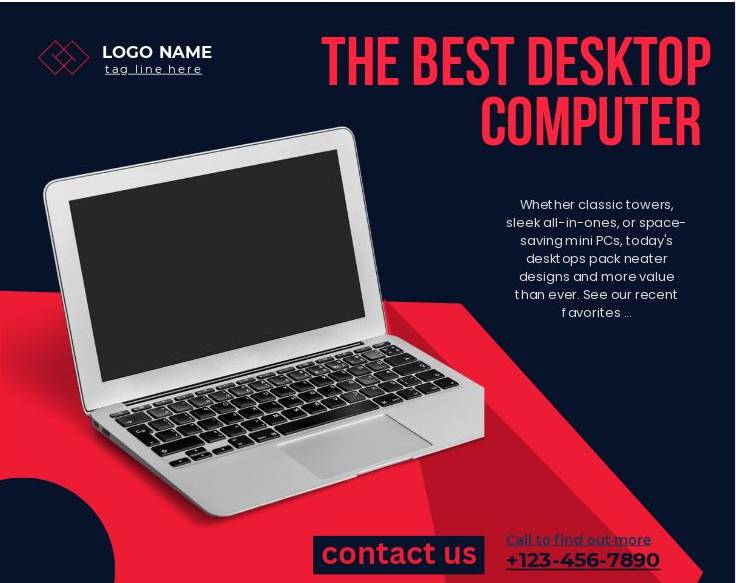 LOGO NAME
tag line here
THE BEST DESKTOP
COMPUTER
Whether classic towers,
sleek all-in-ones, or space-
saving mini PCs, today's
desktops pack neater
designs and more value
than ever. See our recent
favorites ...
contact us
Call to find out more
+123-456-7890